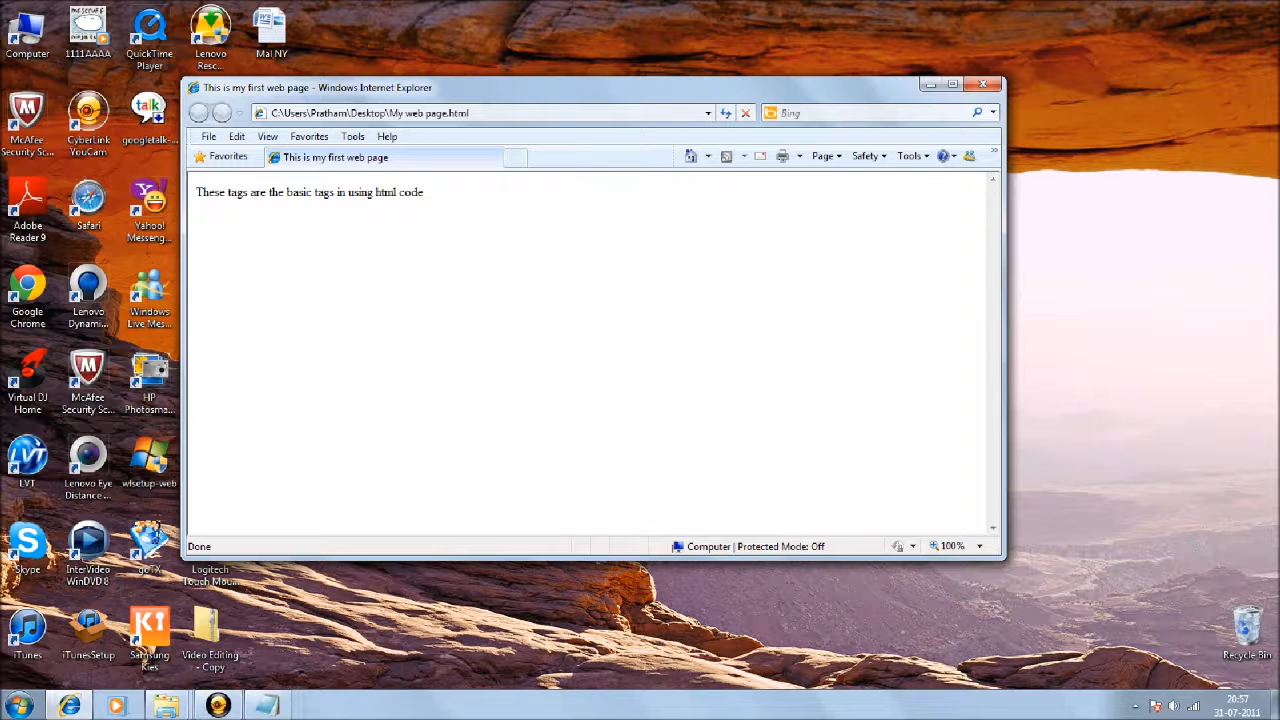 Computer
1111AAAA
QuickTime
Player
Lenovo
Resc...
Mal NY
McAfee
Security Sc...
CyberLink
YouCam
talk
googletalk-...
Adobe
Reader 9
Safari
Yahoo!
Messeng...
Google
Chrome
Lenovo
Dynami...
Windows
Live Mes...
Virtual DJ
Home
McAfee
Security Sc...
HP
Photosma...
LVT
LVT
Lenovo Eye
Distance ...
wlsetup-web
Skype
InterVideo
WinDVD 8
goTX
Logitech
Touch Mou...
iTunes
iTunesSetup
K1
Samsung
Kies
Video Editing
- Copy
This is my first web page - Windows Internet Explorer
C:\Users\Pratham\Desktop\My web page.html
Bing
File Edit View Favorites Tools Help
Favorites
This is my first web page
Page Safety Tools
These tags are the basic tags in using html code
Done
Computer | Protected Mode: Off
100%
Recycle Bin
20:57
31-07-2011